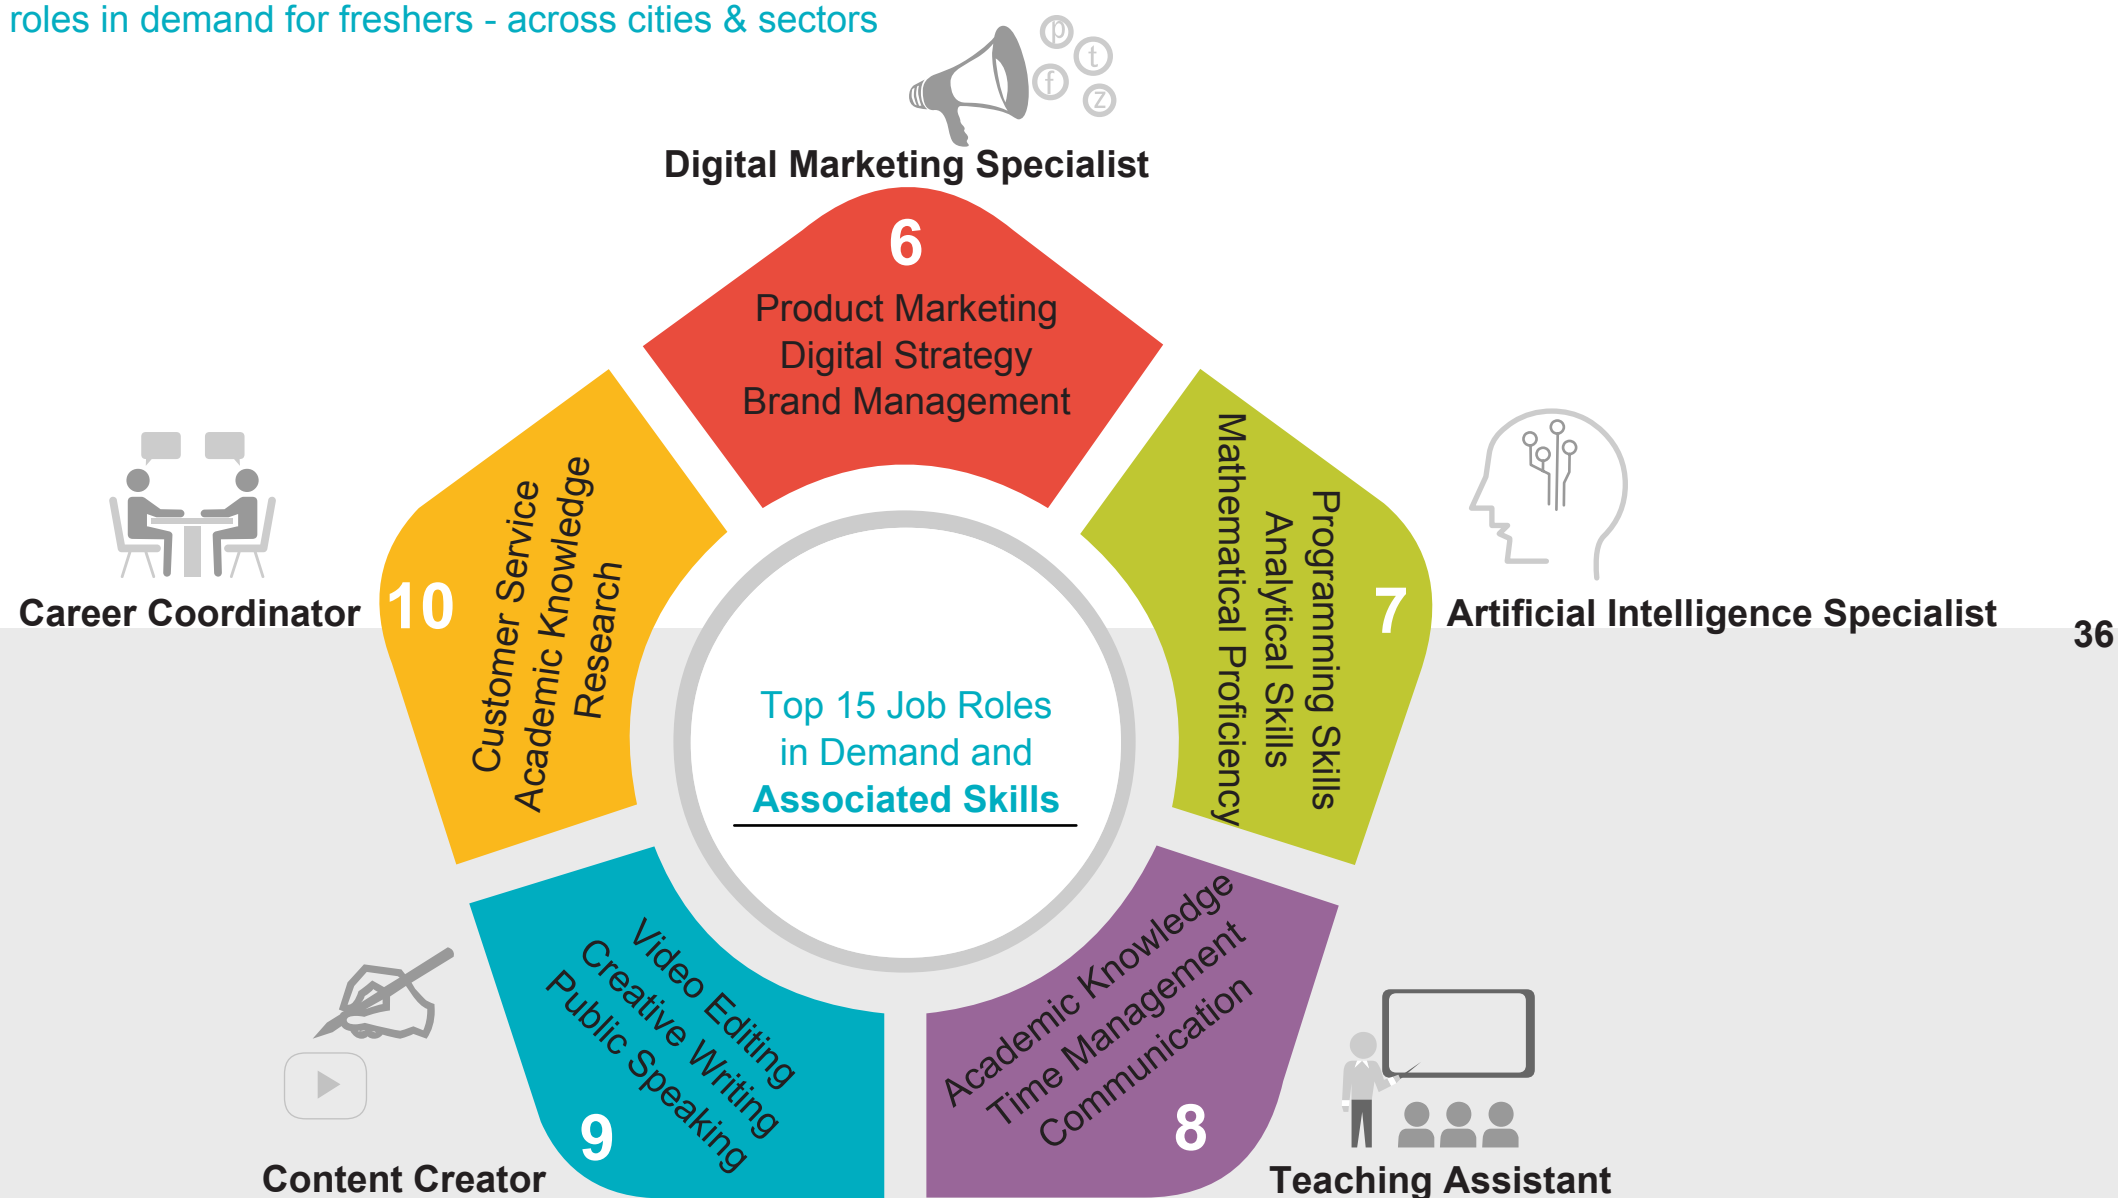 roles in demand for freshers - across cities & sectors
p
t
f
z
Digital Marketing Specialist
6
Product Marketing
Digital Strategy
Brand Management
7
Programming Skills
Analytical Skills
Mathematical Proficiency
Artificial Intelligence Specialist
36
8
Academic Knowledge
Time Management
Communication
Teaching Assistant
9
Video Editing
Creative Writing
Public Speaking
Content Creator
10
Customer Service
Academic Knowledge
Research
Career Coordinator
Top 15 Job Roles
in Demand and
Associated Skills